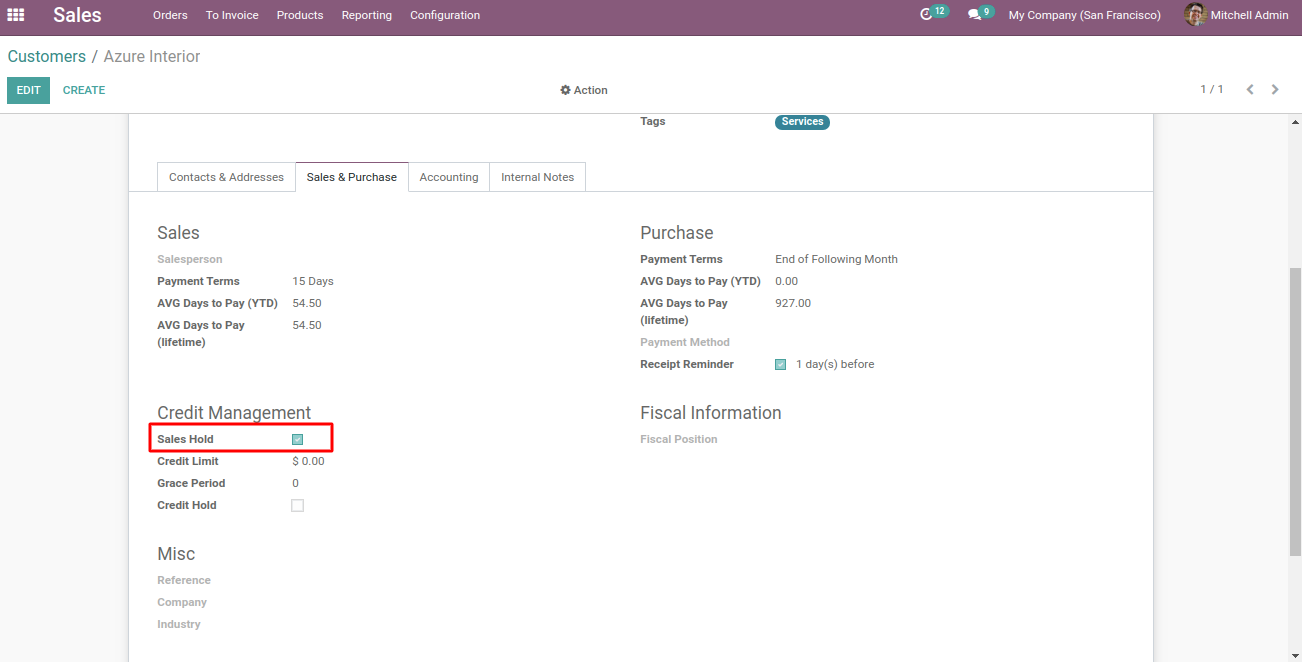 Sales Orders To Invoice Products Reporting Configuration 12 9 My Company (San Francisco) Mitchell Admin
Customers / Azure Interior
EDIT CREATE Action 1 / 1
Tags Services
Contacts & Addresses Sales & Purchase Accounting Internal Notes
Sales
Salesperson
Payment Terms 15 Days
AVG Days to Pay (YTD) 54.50
AVG Days to Pay 54.50
(lifetime)
Purchase
Payment Terms End of Following Month
AVG Days to Pay (YTD) 0.00
AVG Days to Pay 927.00
(lifetime)
Payment Method
Receipt Reminder 1 day(s) before
Credit Management
Sales Hold
Credit Limit $ 0.00
Grace Period 0
Credit Hold
Fiscal Information
Fiscal Position
Misc
Reference
Company
Industry